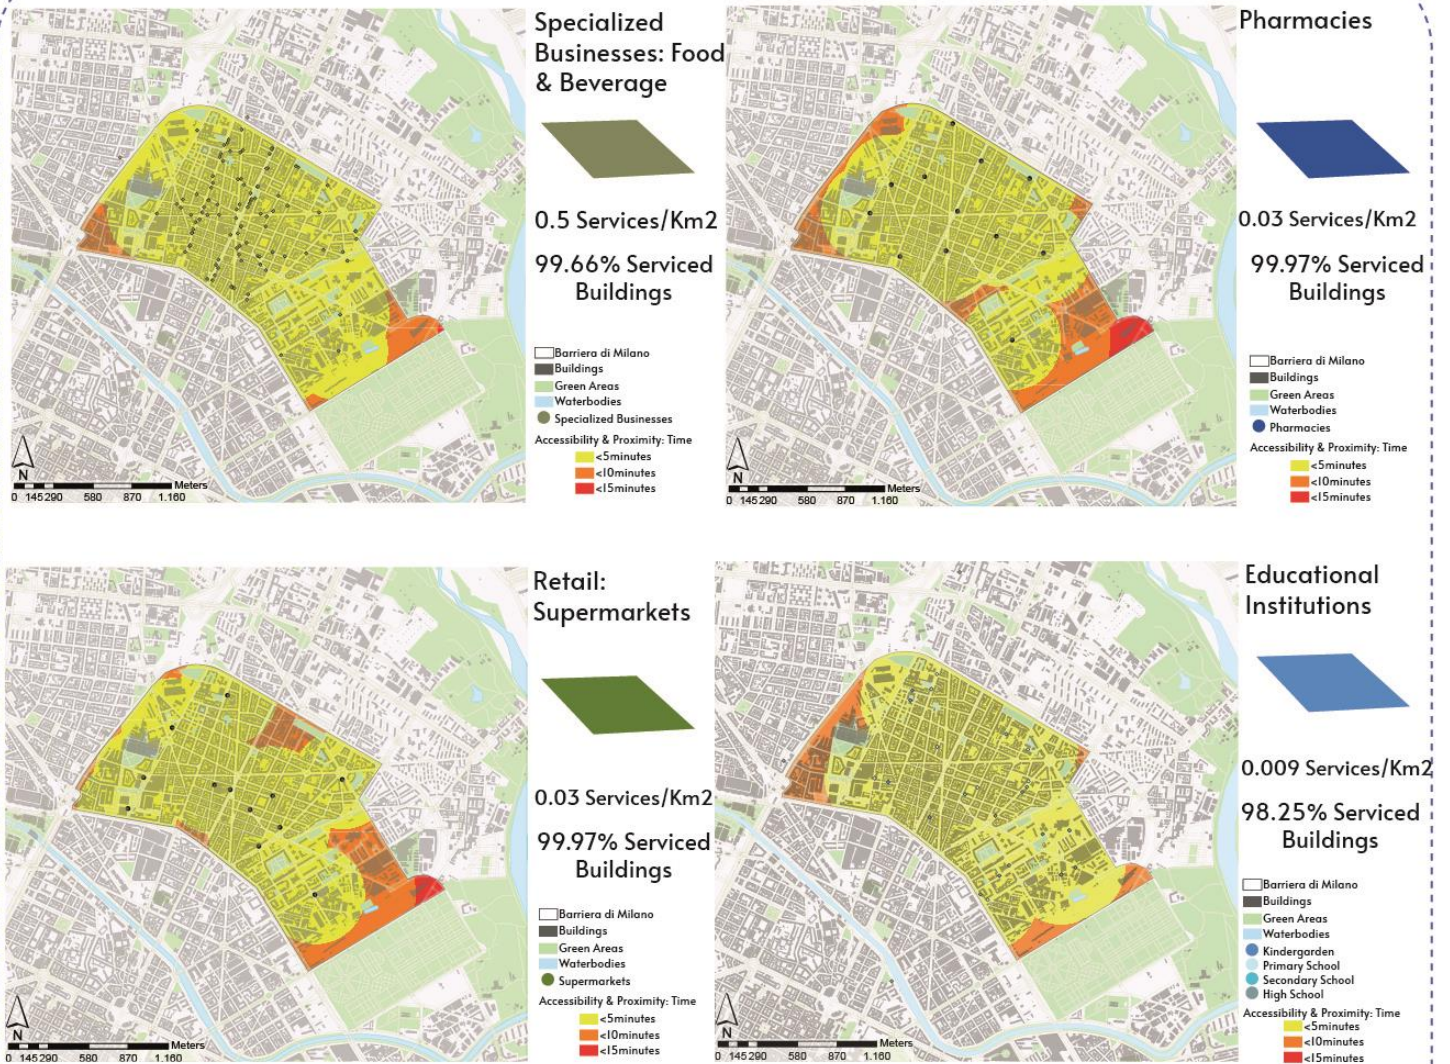 Specialized
Businesses: Food
& Beverage
0.5 Services/Km2
99.66% Serviced
Buildings
Barriera di Milano
Buildings
Green Areas
Waterbodies
Specialized Businesses
Accessibility & Proximity: Time
<5minutes
<10minutes
<15minutes
N
Meters
0 145 290 580 870 1.160
Pharmacies
0.03 Services/Km2
99.97% Serviced
Buildings
Barriera di Milano
Buildings
Green Areas
Waterbodies
Pharmacies
Accessibility & Proximity: Time
<5minutes
<10minutes
<15minutes
N
Meters
0 145 290 580 870 1.160
Retail:
Supermarkets
0.03 Services/Km2
99.97% Serviced
Buildings
Barriera di Milano
Buildings
Green Areas
Waterbodies
Supermarkets
Accessibility & Proximity: Time
<5minutes
<10minutes
<15minutes
N
Meters
0 145 290 580 870 1.160
Educational
Institutions
0.009 Services/Km2
98.25% Serviced
Buildings
Barriera di Milano
Buildings
Green Areas
Waterbodies
Kindergarden
Primary School
Secondary School
High School
Accessibility & Proximity: Time
<5minutes
<10minutes
<15minutes
N
Meters
0 145 290 580 870 1.160